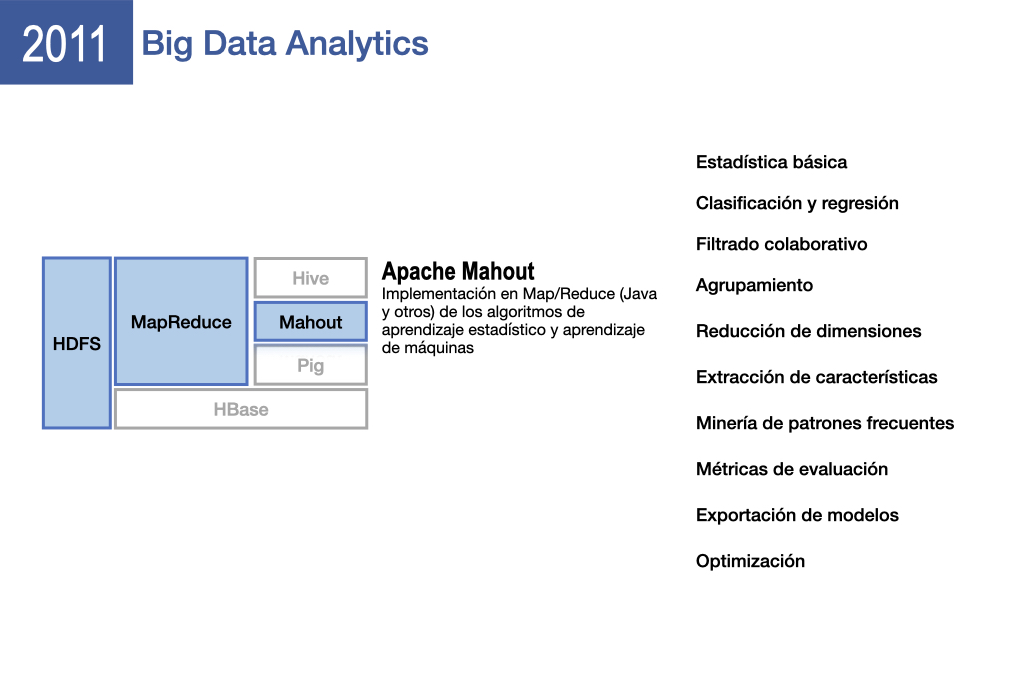 2011
Big Data Analytics
HDFS
MapReduce
Hive
Mahout
Pig
HBase
Apache Mahout
Implementación en Map/Reduce (Java
y otros) de los algoritmos de
aprendizaje estadístico y aprendizaje
de máquinas
Estadística básica
Clasificación y regresión
Filtrado colaborativo
Agrupamiento
Reducción de dimensiones
Extracción de características
Minería de patrones frecuentes
Métricas de evaluación
Exportación de modelos
Optimización